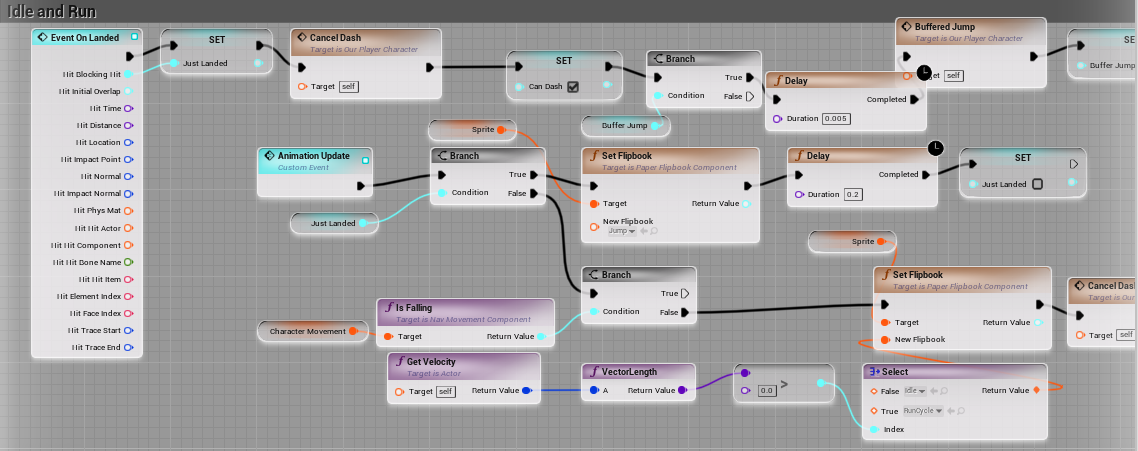 Idle and Run
Event On Landed
Hit Blocking Hit
Hit Initial Overlap
Hit Time
Hit Distance
Hit Location
Hit Impact Point
Hit Normal
Hit Impact Normal
Hit Phys Mat
Hit Hit Actor
Hit Hit Component
Hit Hit Bone Name
Hit Hit Item
Hit Element Index
Hit Face Index
Hit Trace Start
Hit Trace End
SET
Just Landed
Cancel Dash
Target is Our Player Character
Target self
SET
Can Dash
Branch
True
Condition
False
Buffer Jump
Delay
Completed
Duration 0.005
Buffered Jump
Target is Our Player Character
self
Buffer Jump
Sprite
Animation Update
Custom Event
Just Landed
Branch
True
Condition
False
Set Flipbook
Target is Paper Flipbook Component
Target
Return Value
New Flipbook
Jump
Delay
Completed
Duration 0.2
SET
Just Landed
Sprite
Branch
True
Condition
False
Character Movement
Is Falling
Target is Nav Movement Component
Target
Return Value
Set Flipbook
Target is Paper Flipbook Component
Target
Return Value
New Flipbook
Cancel Das
Target is Our
Target self
Get Velocity
Target is Actor
Target self
Return Value
VectorLength
A
Return Value
0.0
>
Select
False Idle
Return Value
True RunCycle
Index